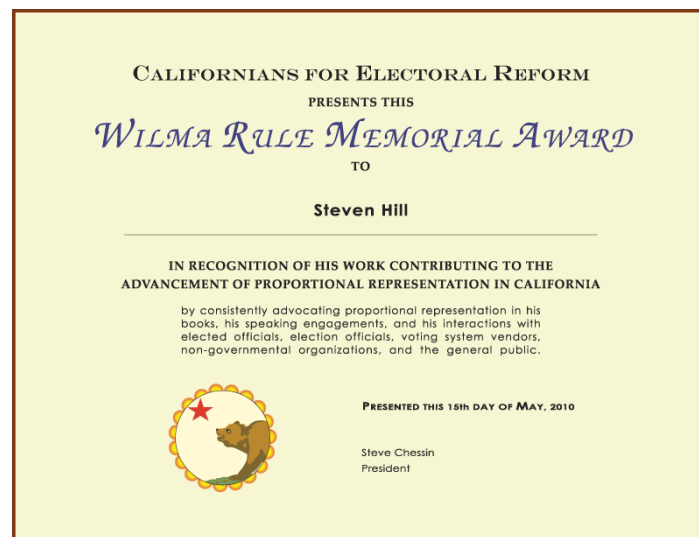 Californians for Electoral Reform
presents this
Wilma Rule Memorial Award
to
Steven Hill
in recognition of his work contributing to the
advancement of proportional representation in California
by consistently advocating proportional representation in his
books, his speaking engagements, and his interactions with
elected officials, election officials, voting system vendors,
non-governmental organizations, and the general public.
Presented this 15th day of May, 2010
Steve Chessin
President